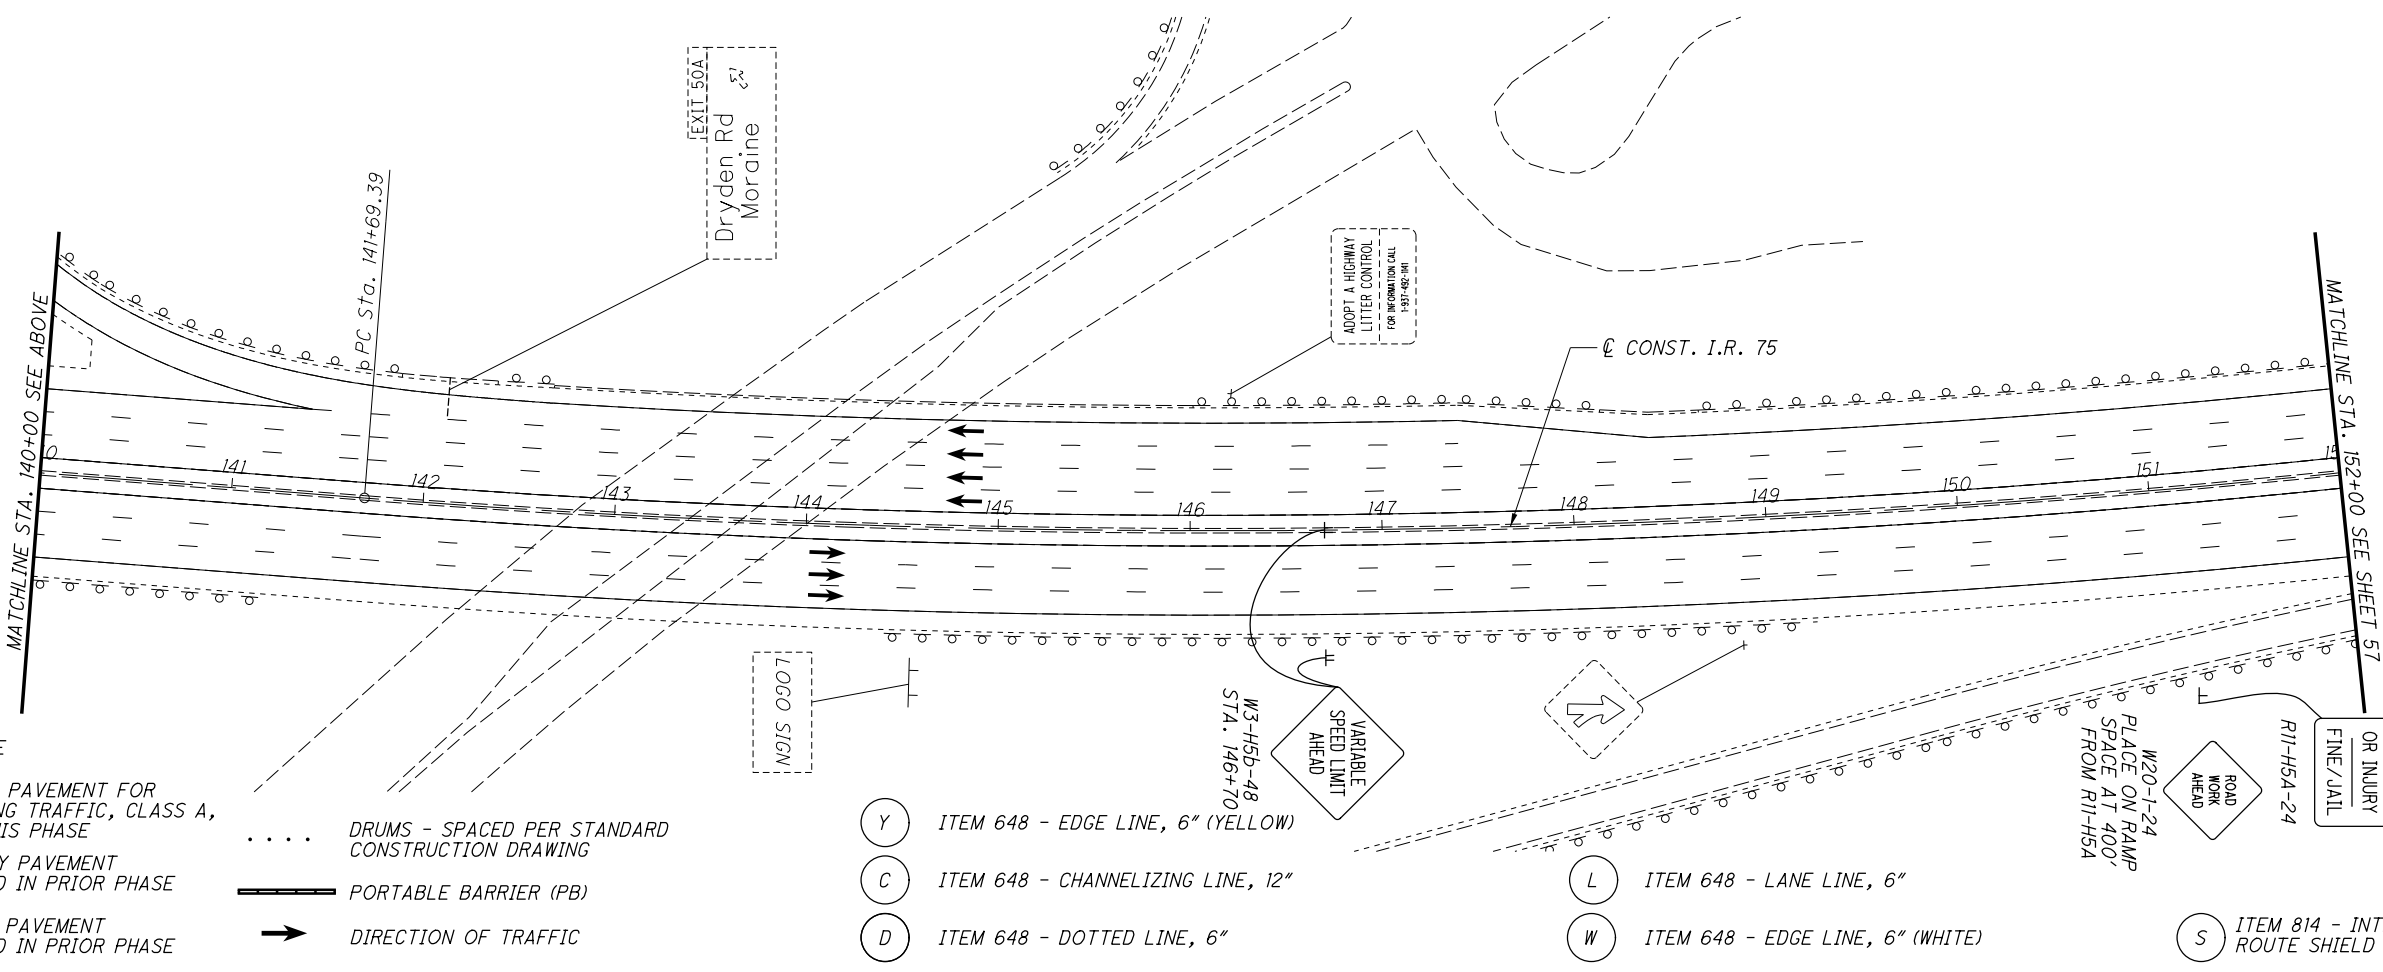 EXIT 50A
Dryden Rd
Moraine
PC Sta. 141+69.39
ADOPT A HIGHWAY
LITTER CONTROL
FOR INFORMATION CALL
℄ CONST. I.R. 75
MATCHLINE STA. 140+00 SEE ABOVE
MATCHLINE STA. 152+00 SEE SHEET 57
0
141
142
143
144
145
146
147
148
149
150
151
15
LOGO SIGN
W3-H5b-48
STA. 146+70
VARIABLE
SPEED LIMIT
AHEAD
W20-1-24
PLACE ON RAMP
SPACE AT 400'
FROM R11-H5A
ROAD
WORK
AHEAD
R11-H5A-24
OR INJURY
FINE/JAIL
E
PAVEMENT FOR
NG TRAFFIC, CLASS A,
IS PHASE
Y PAVEMENT
D IN PRIOR PHASE
PAVEMENT
D IN PRIOR PHASE
DRUMS - SPACED PER STANDARD
CONSTRUCTION DRAWING
PORTABLE BARRIER (PB)
DIRECTION OF TRAFFIC
Y ITEM 648 - EDGE LINE, 6" (YELLOW)
C ITEM 648 - CHANNELIZING LINE, 12"
D ITEM 648 - DOTTED LINE, 6"
L ITEM 648 - LANE LINE, 6"
W ITEM 648 - EDGE LINE, 6" (WHITE)
S ITEM 814 - INT
ROUTE SHIELD